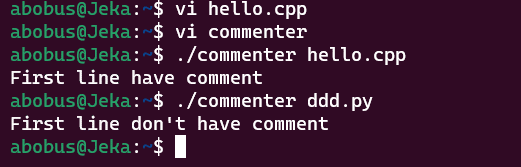 abobus@Jeka:~$ vi hello.cpp
abobus@Jeka:~$ vi commenter
abobus@Jeka:~$ ./commenter hello.cpp
First line have comment
abobus@Jeka:~$ ./commenter ddd.py
First line don't have comment
abobus@Jeka:~$